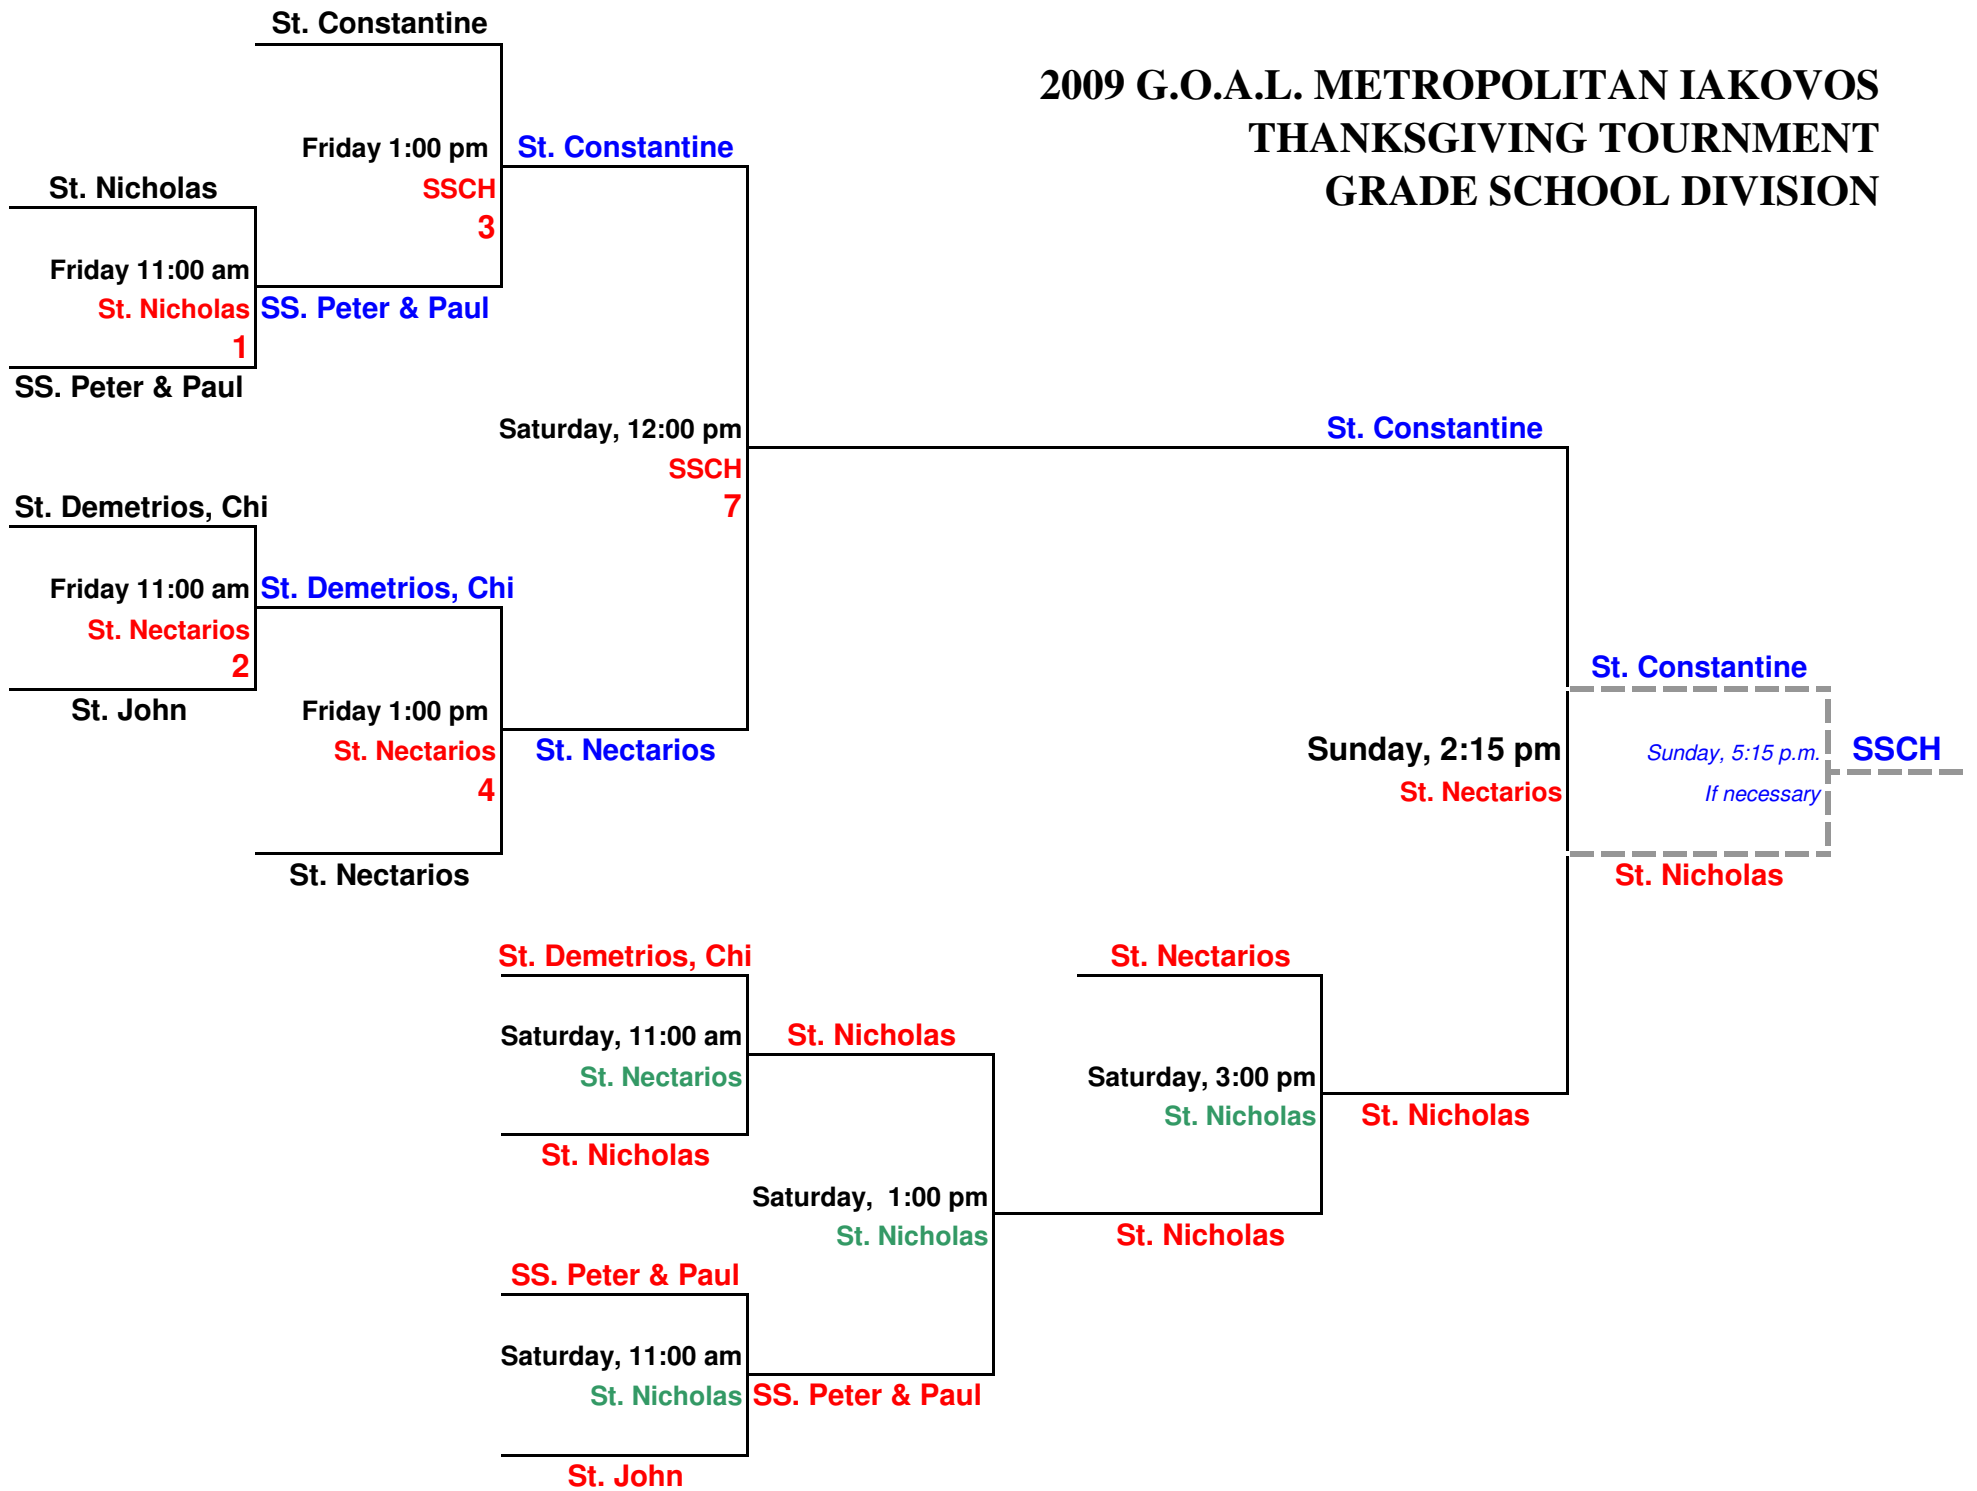 St. Constantine
2009 G.O.A.L. METROPOLITAN IAKOVOS
THANKSGIVING TOURNMENT
GRADE SCHOOL DIVISION
Friday 1:00 pm
St. Constantine
SSCH
3
St. Nicholas
Friday 11:00 am
St. Nicholas
1
SS. Peter & Paul
SS. Peter & Paul
Saturday, 12:00 pm
SSCH
7
St. Constantine
St. Demetrios, Chi
Friday 11:00 am
St. Nectarios
2
St. Demetrios, Chi
St. John
Friday 1:00 pm
St. Nectarios
4
St. Nectarios
St. Nectarios
St. Constantine
Sunday, 2:15 pm
St. Nectarios
Sunday, 5:15 p.m.
If necessary
SSCH
St. Nicholas
St. Demetrios, Chi
Saturday, 11:00 am
St. Nectarios
St. Nicholas
St. Nicholas
St. Nectarios
Saturday, 3:00 pm
St. Nicholas
St. Nicholas
Saturday,  1:00 pm
St. Nicholas
St. Nicholas
SS. Peter & Paul
Saturday, 11:00 am
St. Nicholas
SS. Peter & Paul
St. John